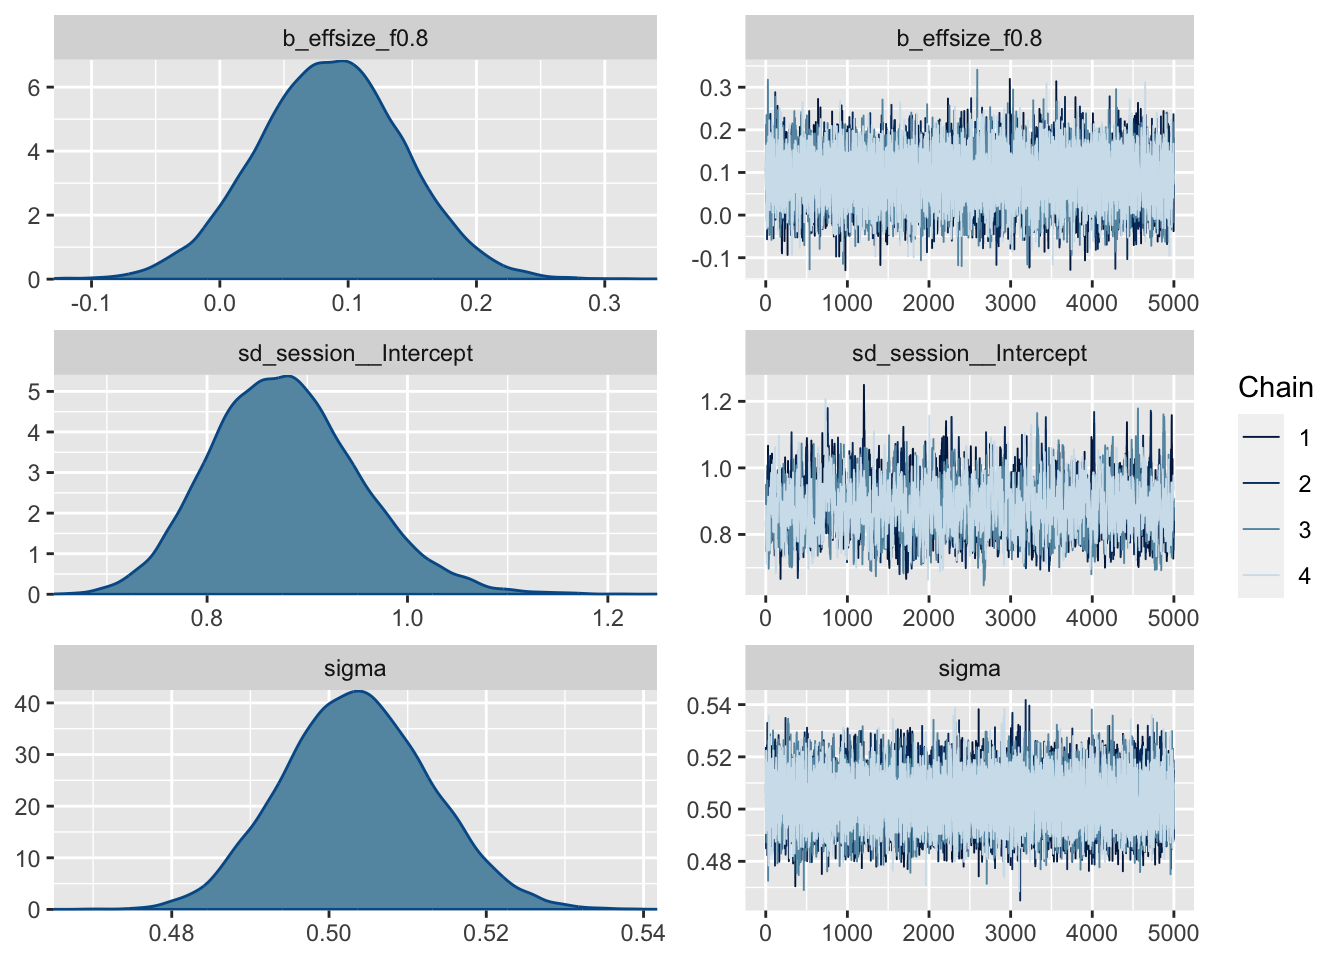 b_effsize_f0.8
6
4
2
0
-0.1 0.0 0.1 0.2 0.3
b_effsize_f0.8
0.3
0.2
0.1
0.0
-0.1
0 1000 2000 3000 4000 5000
sd_session__Intercept
5
4
3
2
1
0
0.8 1.0 1.2
sd_session__Intercept
1.2
1.0
0.8
0 1000 2000 3000 4000 5000
sigma
40
30
20
10
0
0.48 0.50 0.52 0.54
sigma
0.54
0.52
0.50
0.48
0 1000 2000 3000 4000 5000
Chain
1
2
3
4